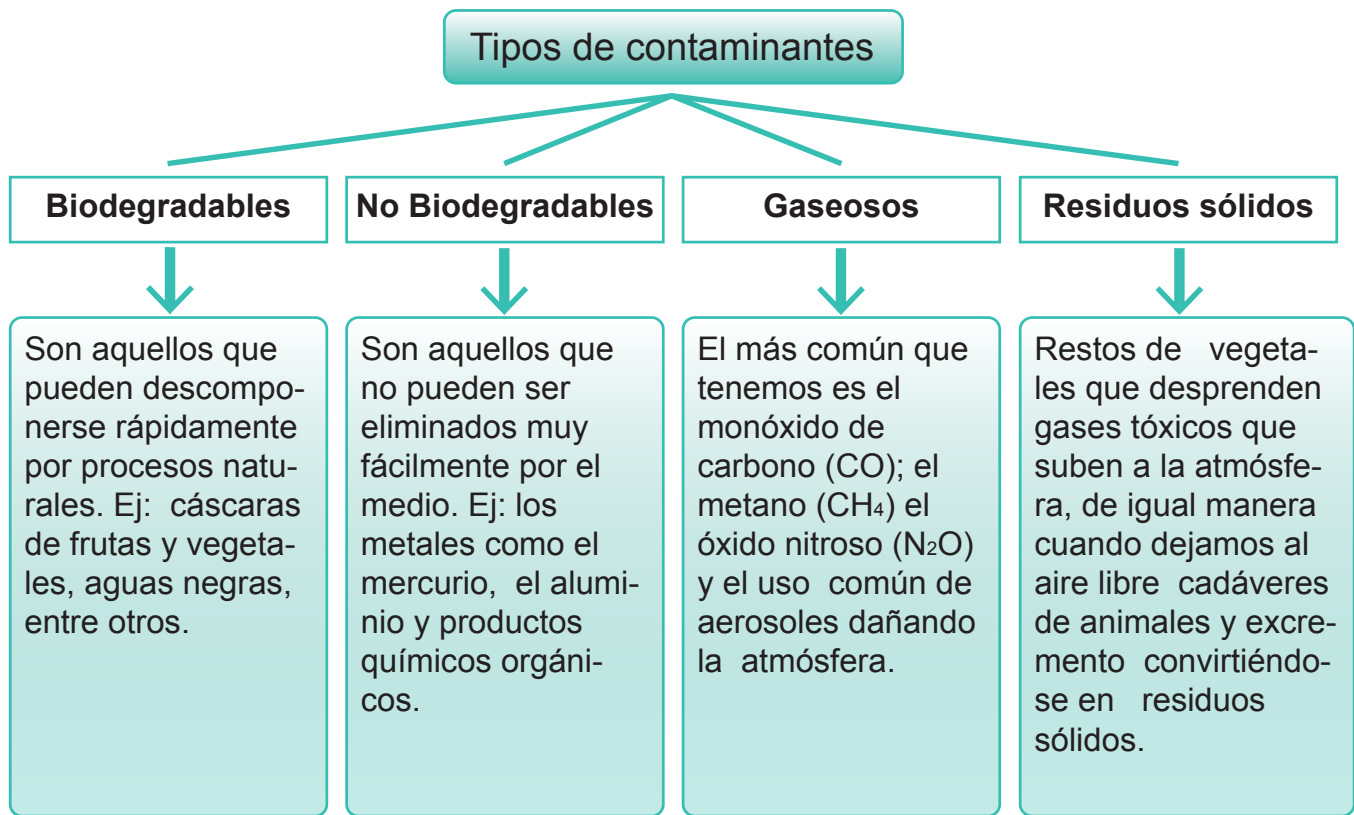 Tipos de contaminantes
Biodegradables
No Biodegradables
Gaseosos
Residuos sólidos
Son aquellos que
pueden descompo-
nerse rápidamente
por procesos natu-
rales. Ej: cáscaras
de frutas y vegeta-
les, aguas negras,
entre otros.
Son aquellos que
no pueden ser
eliminados muy
fácilmente por el
medio. Ej: los
metales como el
mercurio, el alumi-
nio y productos
químicos orgáni-
cos.
El más común que
tenemos es el
monóxido de
carbono (CO); el
metano (CH₄) el
óxido nitroso (N₂O)
y el uso común de
aerosoles dañando
la atmósfera.
Restos de vegeta-
les que desprenden
gases tóxicos que
suben a la atmósfe-
ra, de igual manera
cuando dejamos al
aire libre cadáveres
de animales y excre-
mento convirtiéndo-
se en residuos
sólidos.